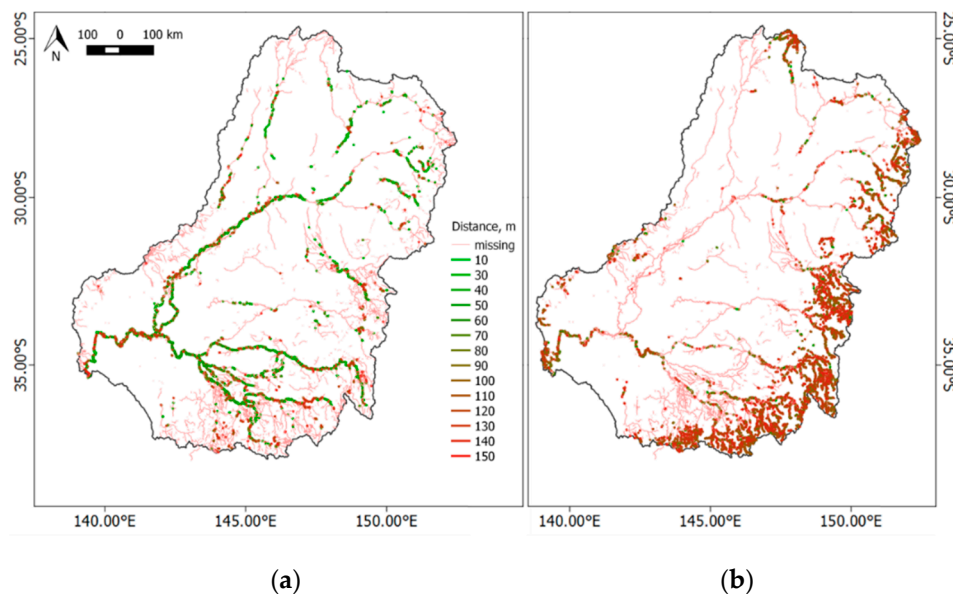 25.00°S
30.00°S
35.00°S
N
100 0 100 km
Distance, m
missing
10
30
40
50
60
70
80
90
100
110
120
130
140
150
140.00°E
145.00°E
150.00°E
(a)
25.00°S
30.00°S
35.00°S
140.00°E
145.00°E
150.00°E
(b)